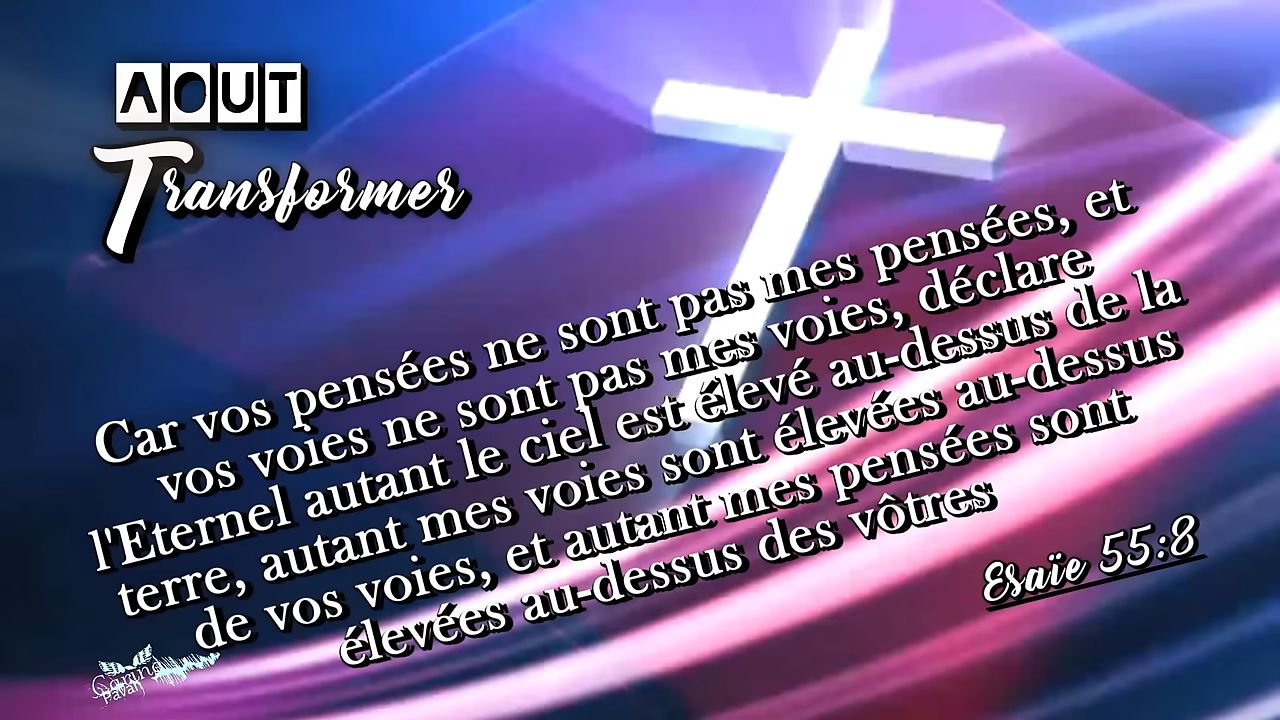 AOUT
Transformer
Car vos pensées ne sont pas mes pensées, et
vos voies ne sont pas mes voies, déclare
l'Eternel autant le ciel est élevé au-dessus de la
terre, autant mes voies sont élevées au-dessus
de vos voies, et autant mes pensées sont
élevées au-dessus des vôtres
Esaïe 55:8
Carine
Pavan